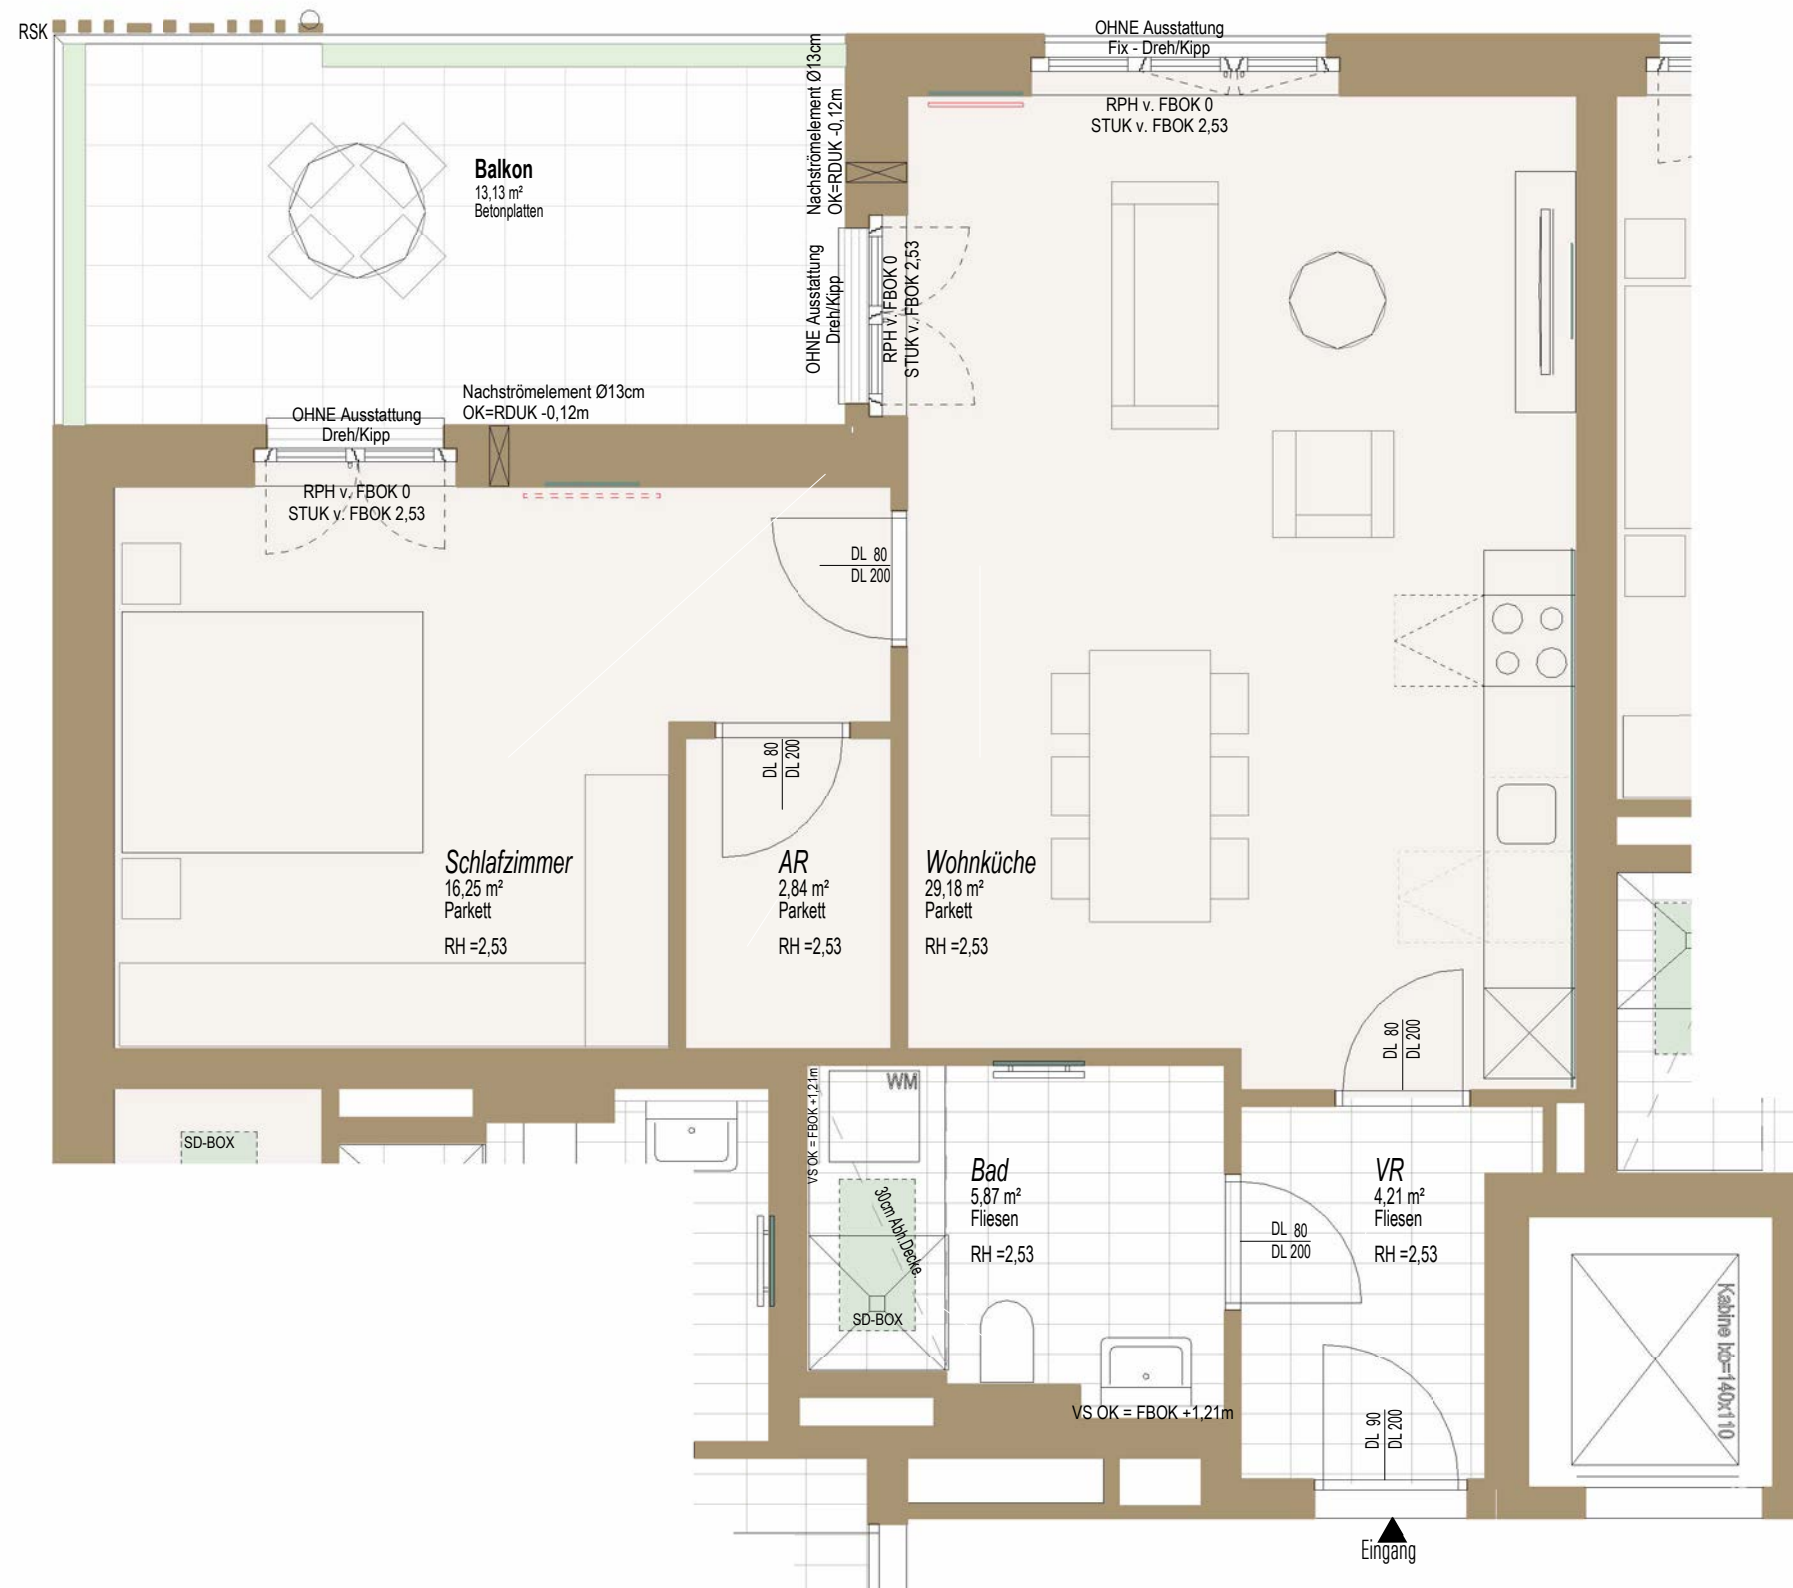 RSK
OHNE Ausstattung
Fix - Dreh/Kipp
RPH v. FBOK 0
STUK v. FBOK 2,53
Nachströmelement Ø13cm
OK=RDUK -0,12m
Balkon
13,13 m²
Betonplatten
OHNE Ausstattung
Dreh/Kipp
RPH v. FBOK 0
STUK v. FBOK 2,53
Nachströmelement Ø13cm
OK=RDUK -0,12m
OHNE Ausstattung
Dreh/Kipp
RPH v. FBOK 0
STUK v. FBOK 2,53
DL 80
DL 200
DL 80
DL 200
Schlafzimmer
16,25 m²
Parkett
RH =2,53
AR
2,84 m²
Parkett
RH =2,53
Wohnküche
29,18 m²
Parkett
RH =2,53
DL 80
DL 200
SD-BOX
VS OK = FBOK +1,21m
WM
30cm Abh.Decke.
SD-BOX
Bad
5,87 m²
Fliesen
RH =2,53
DL 80
DL 200
VR
4,21 m²
Fliesen
RH =2,53
VS OK = FBOK +1,21m
DL 90
DL 200
Kabine lxb=140x110
Eingang